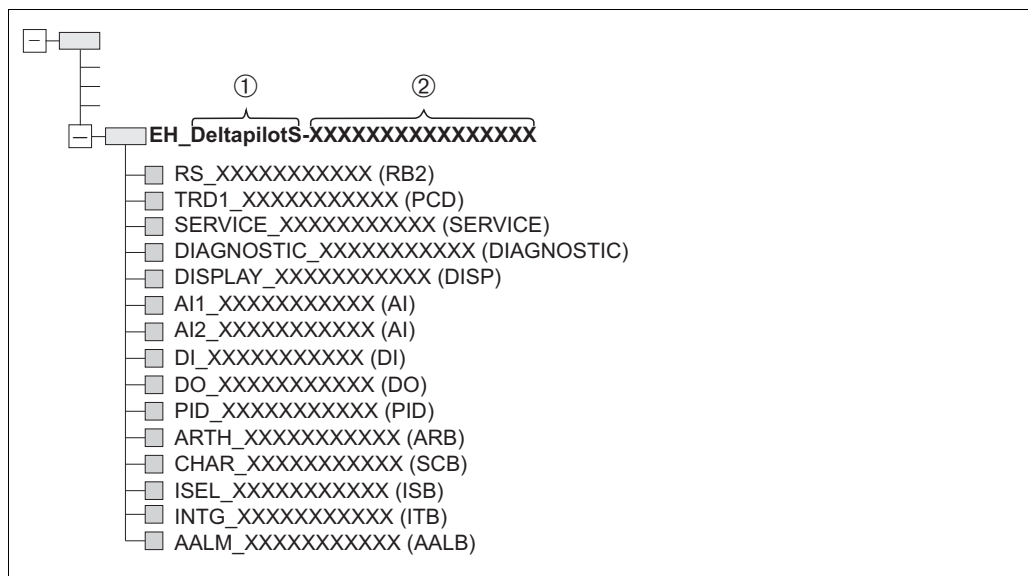 ① ②
EH_DeltapilotS-XXXXXXXXXXXXXXXX
RS_XXXXXXXXXXX (RB2)
TRD1_XXXXXXXXXXX (PCD)
SERVICE_XXXXXXXXXXX (SERVICE)
DIAGNOSTIC_XXXXXXXXXXX (DIAGNOSTIC)
DISPLAY_XXXXXXXXXXX (DISP)
AI1_XXXXXXXXXXX (AI)
AI2_XXXXXXXXXXX (AI)
DI_XXXXXXXXXXX (DI)
DO_XXXXXXXXXXX (DO)
PID_XXXXXXXXXXX (PID)
ARTH_XXXXXXXXXXX (ARB)
CHAR_XXXXXXXXXXX (SCB)
ISEL_XXXXXXXXXXX (ISB)
INTG_XXXXXXXXXXX (ITB)
AALM_XXXXXXXXXXX (AALB)